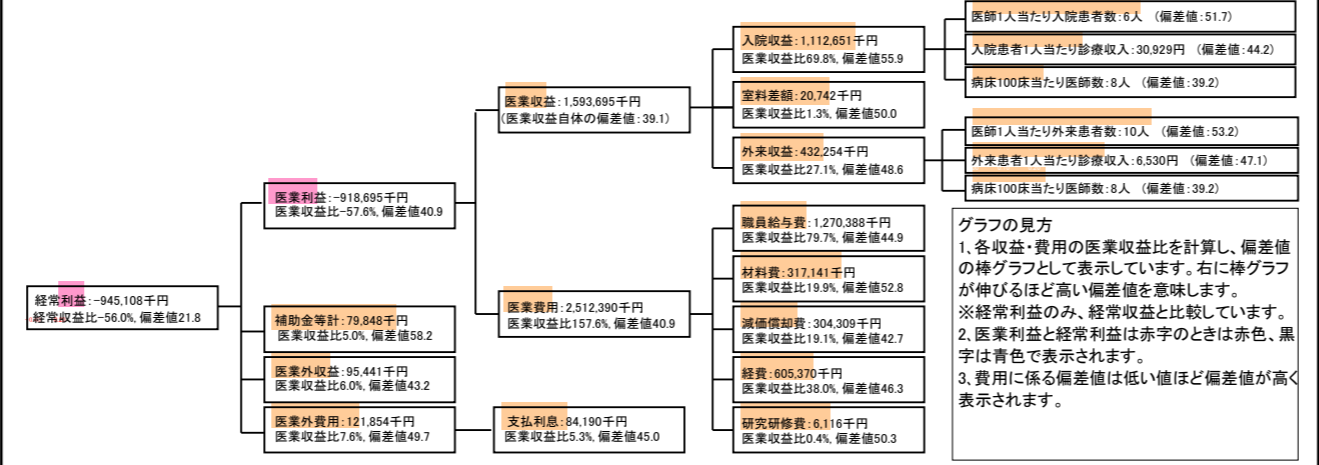 経常利益:-945,108千円
経常収支比-56.0%, 偏差値21.8
医業利益:-918,695千円
医業収益比-57.6%, 偏差値40.9
補助金等計:79,848千円
医業収益比5.0%, 偏差値58.2
医業外収益:95,441千円
医業収益比6.0%, 偏差値43.2
医業外費用:121,854千円
医業収益比7.6%, 偏差値49.7
医業収益:1,593,695千円
(医業収益自体の偏差値:39.1)
医業費用:2,512,390千円
医業収益比157.6%, 偏差値40.9
支払利息:84,190千円
医業収益比5.3%, 偏差値45.0
入院収益:1,112,651千円
医業収益比69.8%, 偏差値55.9
室料差額:20,742千円
医業収益比1.3%, 偏差値50.0
外来収益:432,254千円
医業収益比27.1%, 偏差値48.6
職員給与費:1,270,388千円
医業収益比79.7%, 偏差値44.9
材料費:317,141千円
医業収益比19.9%, 偏差値52.8
減価償却費:304,309千円
医業収益比19.1%, 偏差値42.7
経費:605,370千円
医業収益比38.0%, 偏差値46.3
研究研修費:6,116千円
医業収益比0.4%, 偏差値50.3
医師1人当たり入院患者数:6人 (偏差値:51.7)
入院患者1人当たり診療収入:30,929円 (偏差値:44.2)
病床100床当たり医師数:8人 (偏差値:39.2)
医師1人当たり外来患者数:10人 (偏差値:53.2)
外来患者1人当たり診療収入:6,530円 (偏差値:47.1)
病床100床当たり医師数:8人 (偏差値:39.2)
グラフの見方
1、各収益・費用の医業収益比を計算し、偏差値
の棒グラフとして表示しています。右に棒グラフ
が伸びるほど高い偏差値を意味します。
※経常利益のみ、経常収益と比較しています。
2、医業利益と経常利益は赤字のときは赤色、黒
字は青色で表示されます。
3、費用に係る偏差値は低い値ほど偏差値が高く
表示されます。